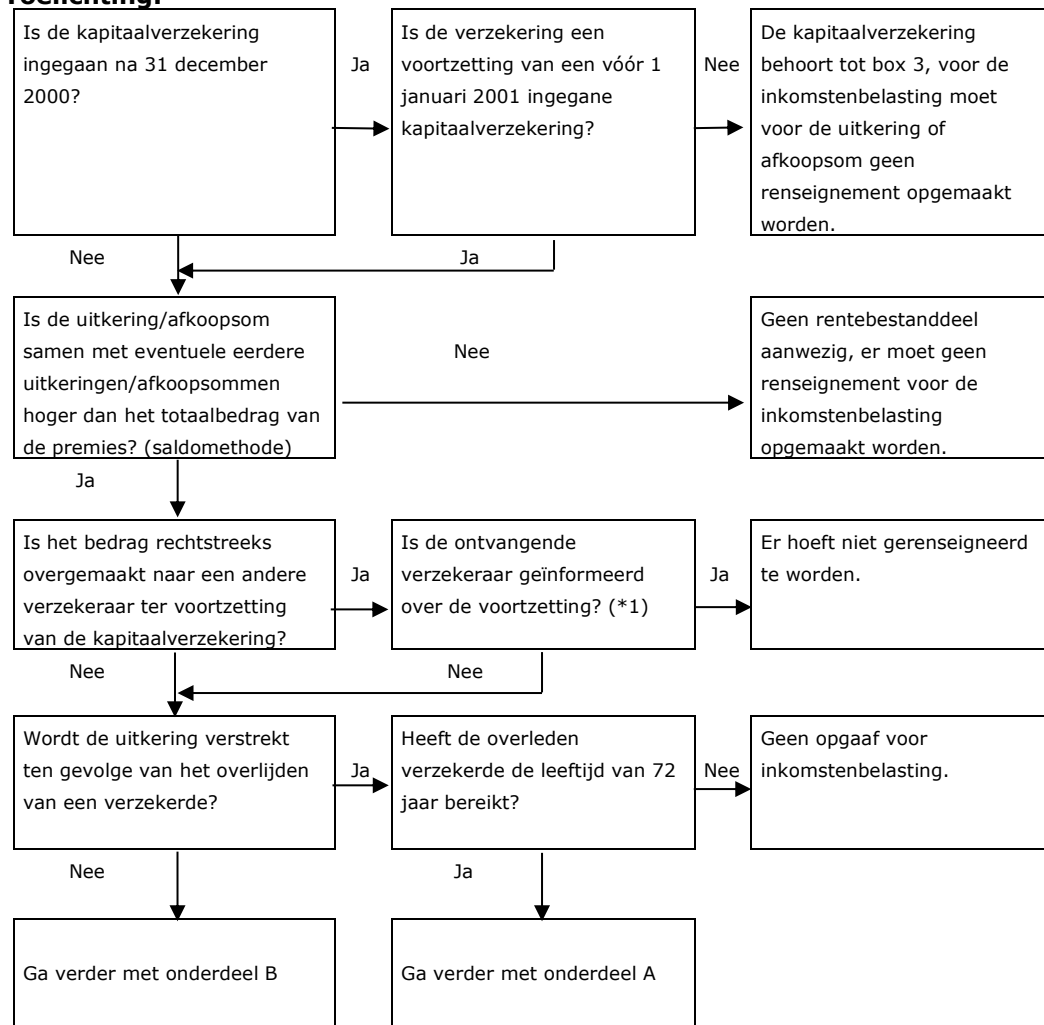 Toelichting:
Is de kapitaalverzekering
ingegaan na 31 december
2000?
Ja
Is de verzekering een
voortzetting van een vóór 1
januari 2001 ingegane
kapitaalverzekering?
Nee
De kapitaalverzekering
behoort tot box 3, voor de
inkomstenbelasting moet
voor de uitkering of
afkoopsom geen
renseignement opgemaakt
worden.
Nee
Ja
Is de uitkering/afkoopsom
samen met eventuele eerdere
uitkeringen/afkoopsommen
hoger dan het totaalbedrag van
de premies? (saldomethode)
Nee
Geen rentebestanddeel
aanwezig, er moet geen
renseignement voor de
inkomstenbelasting
opgemaakt worden.
Ja
Is het bedrag rechtstreeks
overgemaakt naar een andere
verzekeraar ter voortzetting
van de kapitaalverzekering?
Ja
Is de ontvangende
verzekeraar geïnformeerd
over de voortzetting? (*1)
Ja
Er hoeft niet gerenseigneerd
te worden.
Nee
Nee
Wordt de uitkering verstrekt
ten gevolge van het overlijden
van een verzekerde?
Ja
Heeft de overleden
verzekerde de leeftijd van 72
jaar bereikt?
Nee
Geen opgaaf voor
inkomstenbelasting.
Nee
Ja
Ga verder met onderdeel B
Ga verder met onderdeel A